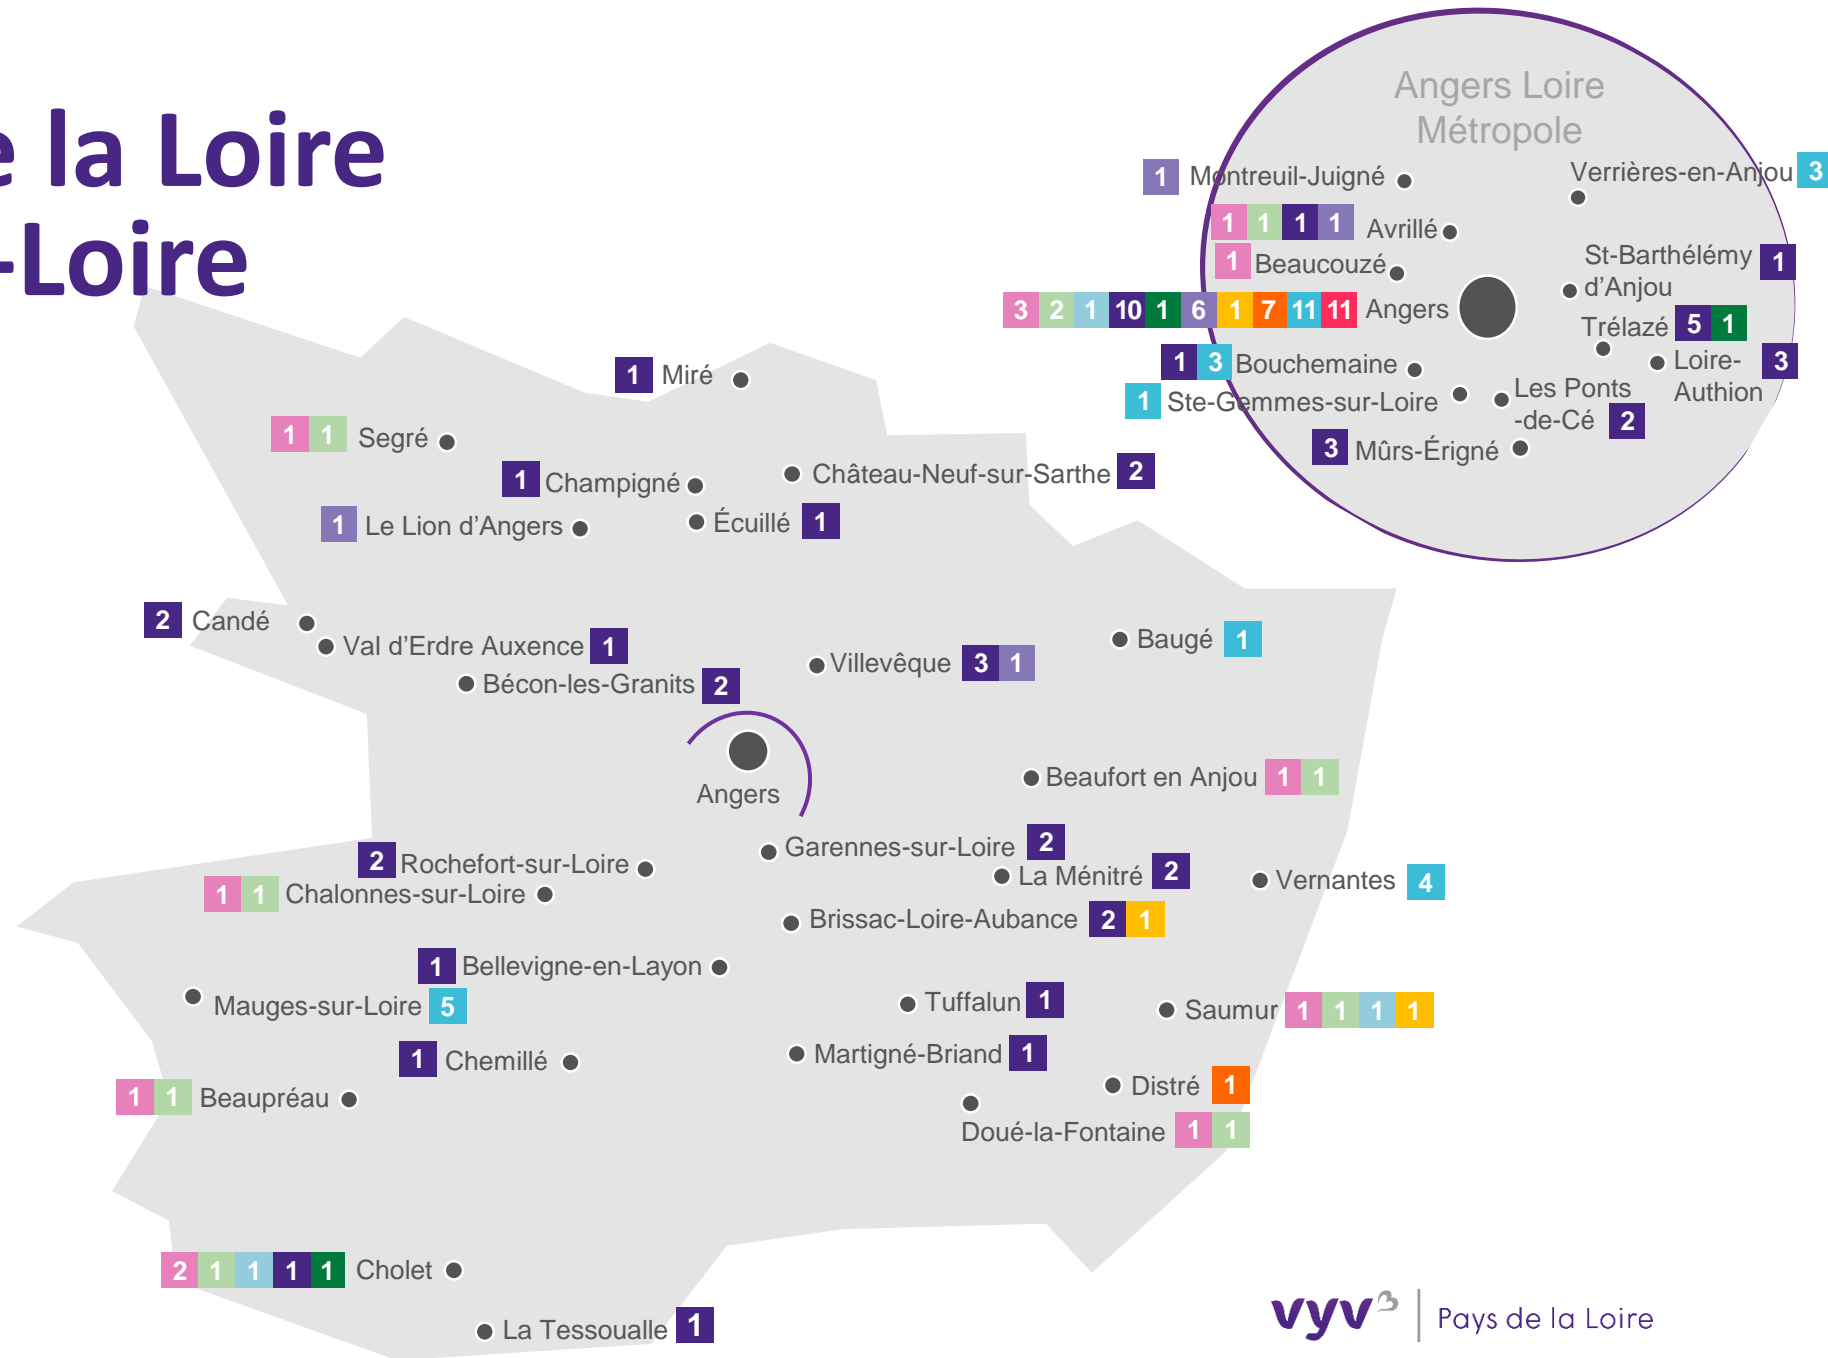 e la Loire
-Loire
Angers Loire
Métropole
1 Montreuil-Juigné
Verrières-en-Anjou 3
1 1 1 1 Avrillé
1 Beaucouzé
St-Barthélémy
d'Anjou 1
3 2 1 10 1 6 1 7 11 11 Angers
Trélazé 5 1
1 3 Bouchemaine
Loire-
Authion 3
1 Ste-Gemmes-sur-Loire
Les Ponts
-de-Cé 2
3 Mûrs-Érigné
1 Miré
1 1 Segré
1 Champigné
Château-Neuf-sur-Sarthe 2
1 Le Lion d'Angers
Écuillé 1
2 Candé
Val d'Erdre Auxence 1
Bécon-les-Granits 2
Villevêque 3 1
Baugé 1
Angers
Beaufort en Anjou 1 1
Garennes-sur-Loire 2
2 Rochefort-sur-Loire
La Ménitré 2
Vernantes 4
1 1 Chalonnes-sur-Loire
Brissac-Loire-Aubance 2 1
1 Bellevigne-en-Layon
Mauges-sur-Loire 5
Tuffalun 1
Saumur 1 1 1 1
1 Chemillé
Martigné-Briand 1
Distré 1
1 1 Beaupréau
Doué-la-Fontaine 1 1
2 1 1 1 1 Cholet
La Tessoualle 1
vyv3 Pays de la Loire